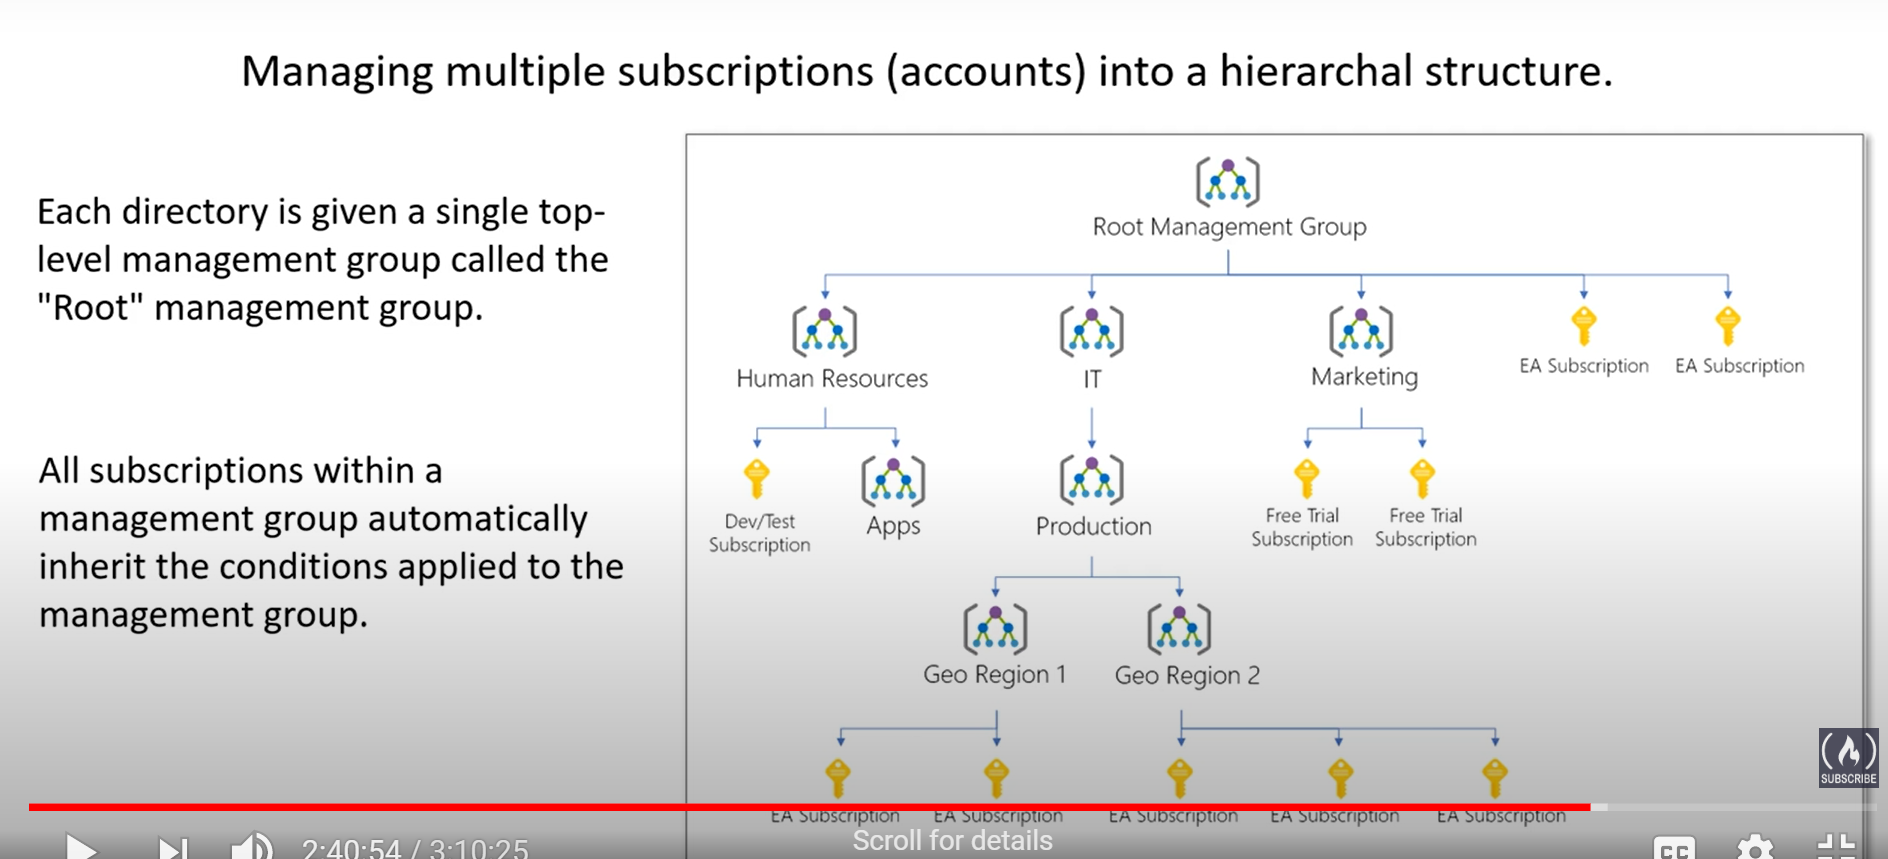 Managing multiple subscriptions (accounts) into a hierarchal structure.
Each directory is given a single top-
level management group called the
"Root" management group.
All subscriptions within a
management group automatically
inherit the conditions applied to the
management group.
Root Management Group
Human Resources
IT
Marketing
EA Subscription
EA Subscription
Dev/Test
Subscription
Apps
Production
Free Trial
Subscription
Free Trial
Subscription
Geo Region 1
Geo Region 2
EA Subscription
EA Subscription
EA Subscription
EA Subscription
EA Subscription
SUBSCRIBE
Scroll for details
2:40:54 / 3:10:25
CC